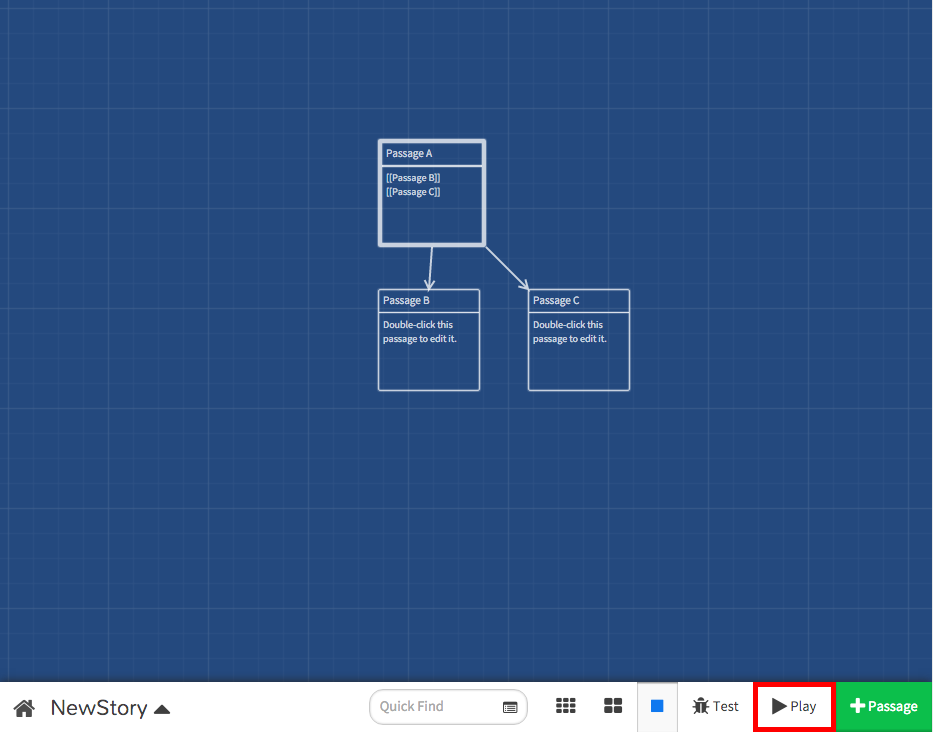 Passage A
[[Passage B]]
[[Passage C]]
Passage B
Double-click this
passage to edit it.
Passage C
Double-click this
passage to edit it.
NewStory
Quick Find
Test
Play
Passage